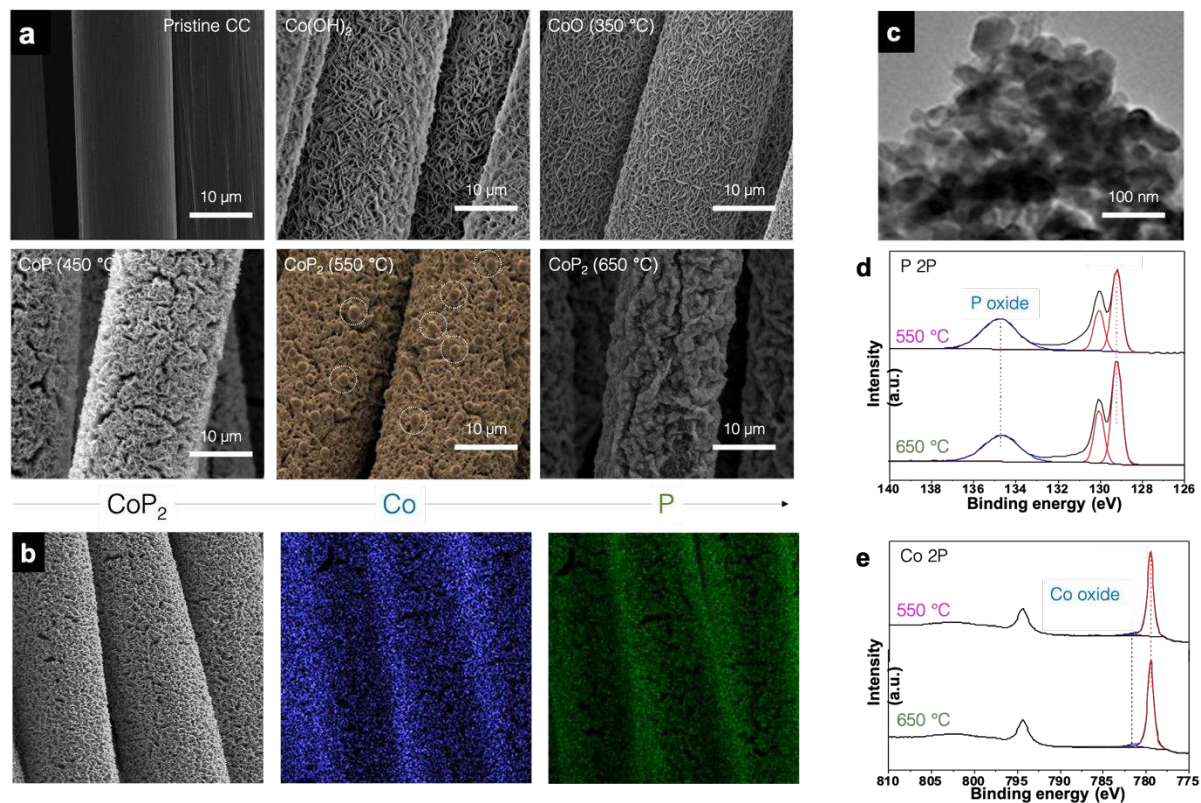 a
Pristine CC
10 µm
Co(OH)2
10 µm
CoO (350 °C)
10 µm
c
100 nm
CoP (450 °C)
10 µm
CoP2 (550 °C)
10 µm
CoP2 (650 °C)
10 µm
d
P 2P
P oxide
550 °C
650 °C
Intensity
(a.u.)
140 138 134 132 130 128 126
Binding energy (eV)
CoP2
Co
P
b
e
Co 2P
Co oxide
550 °C
650 °C
Intensity
(a.u.)
810 805 800 795 790 782 778 775
Binding energy (eV)